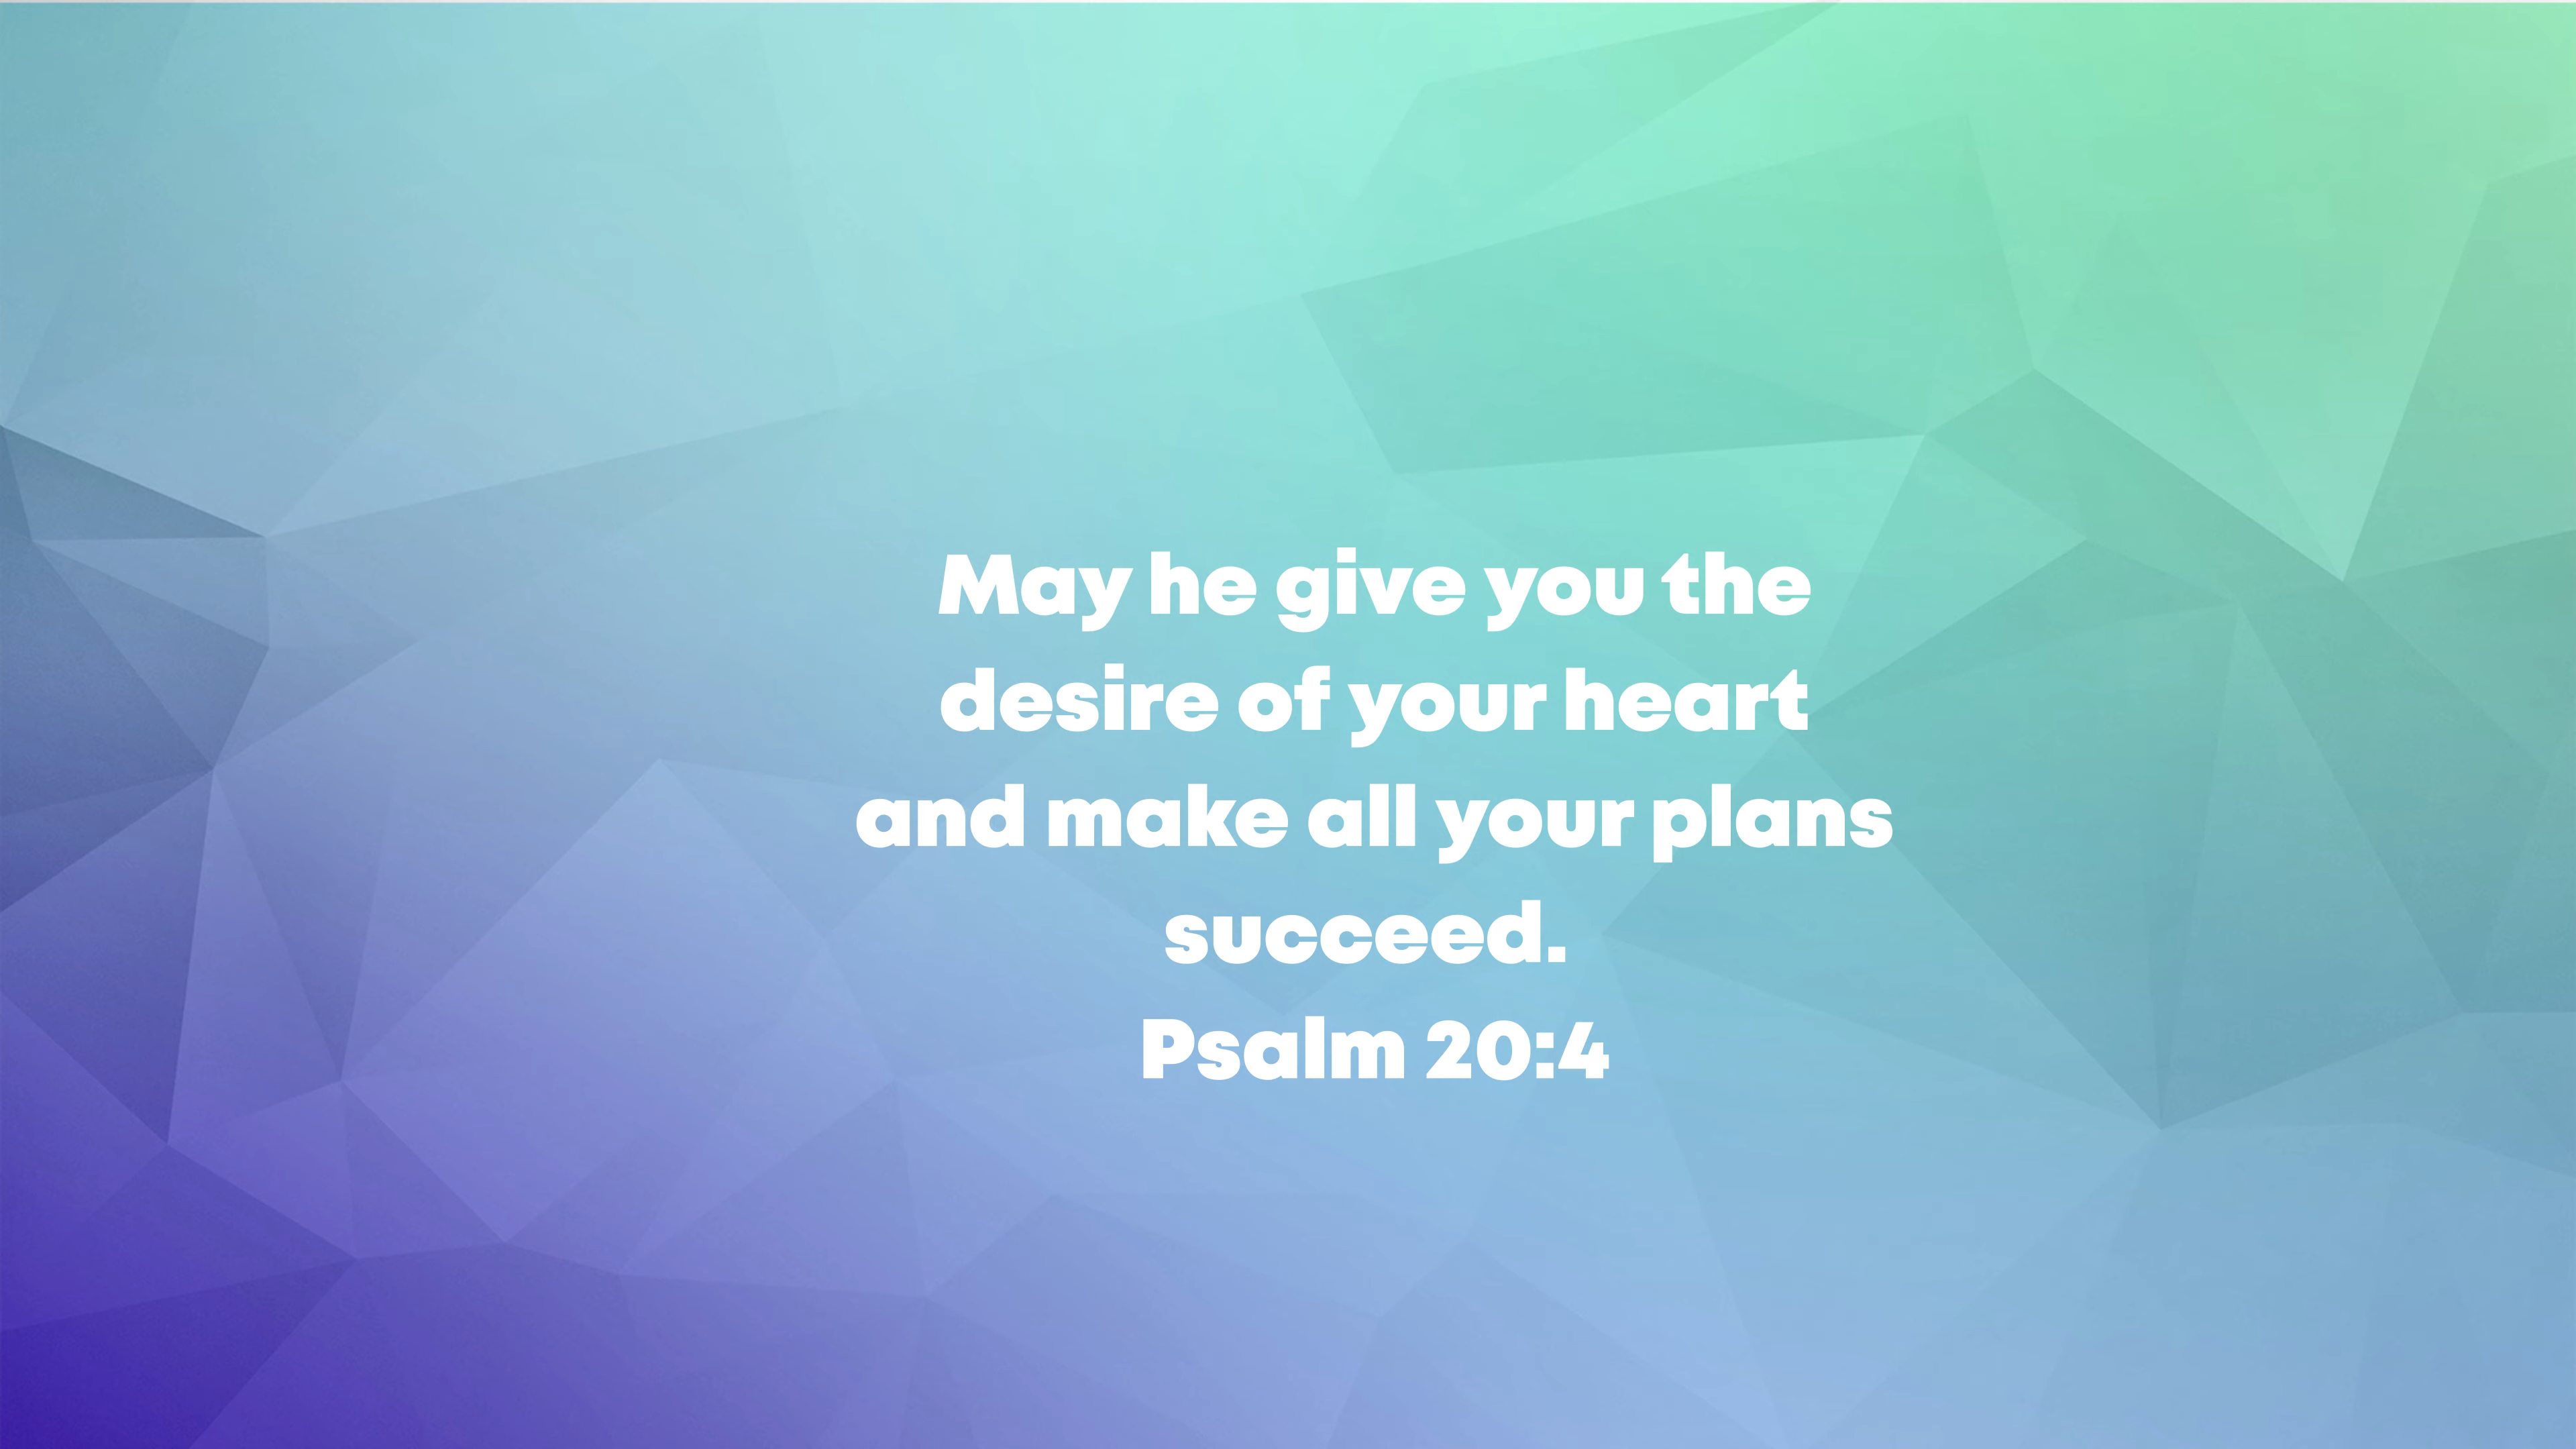 May he give you the
desire of your heart
and make all your plans
succeed.
Psalm 20:4